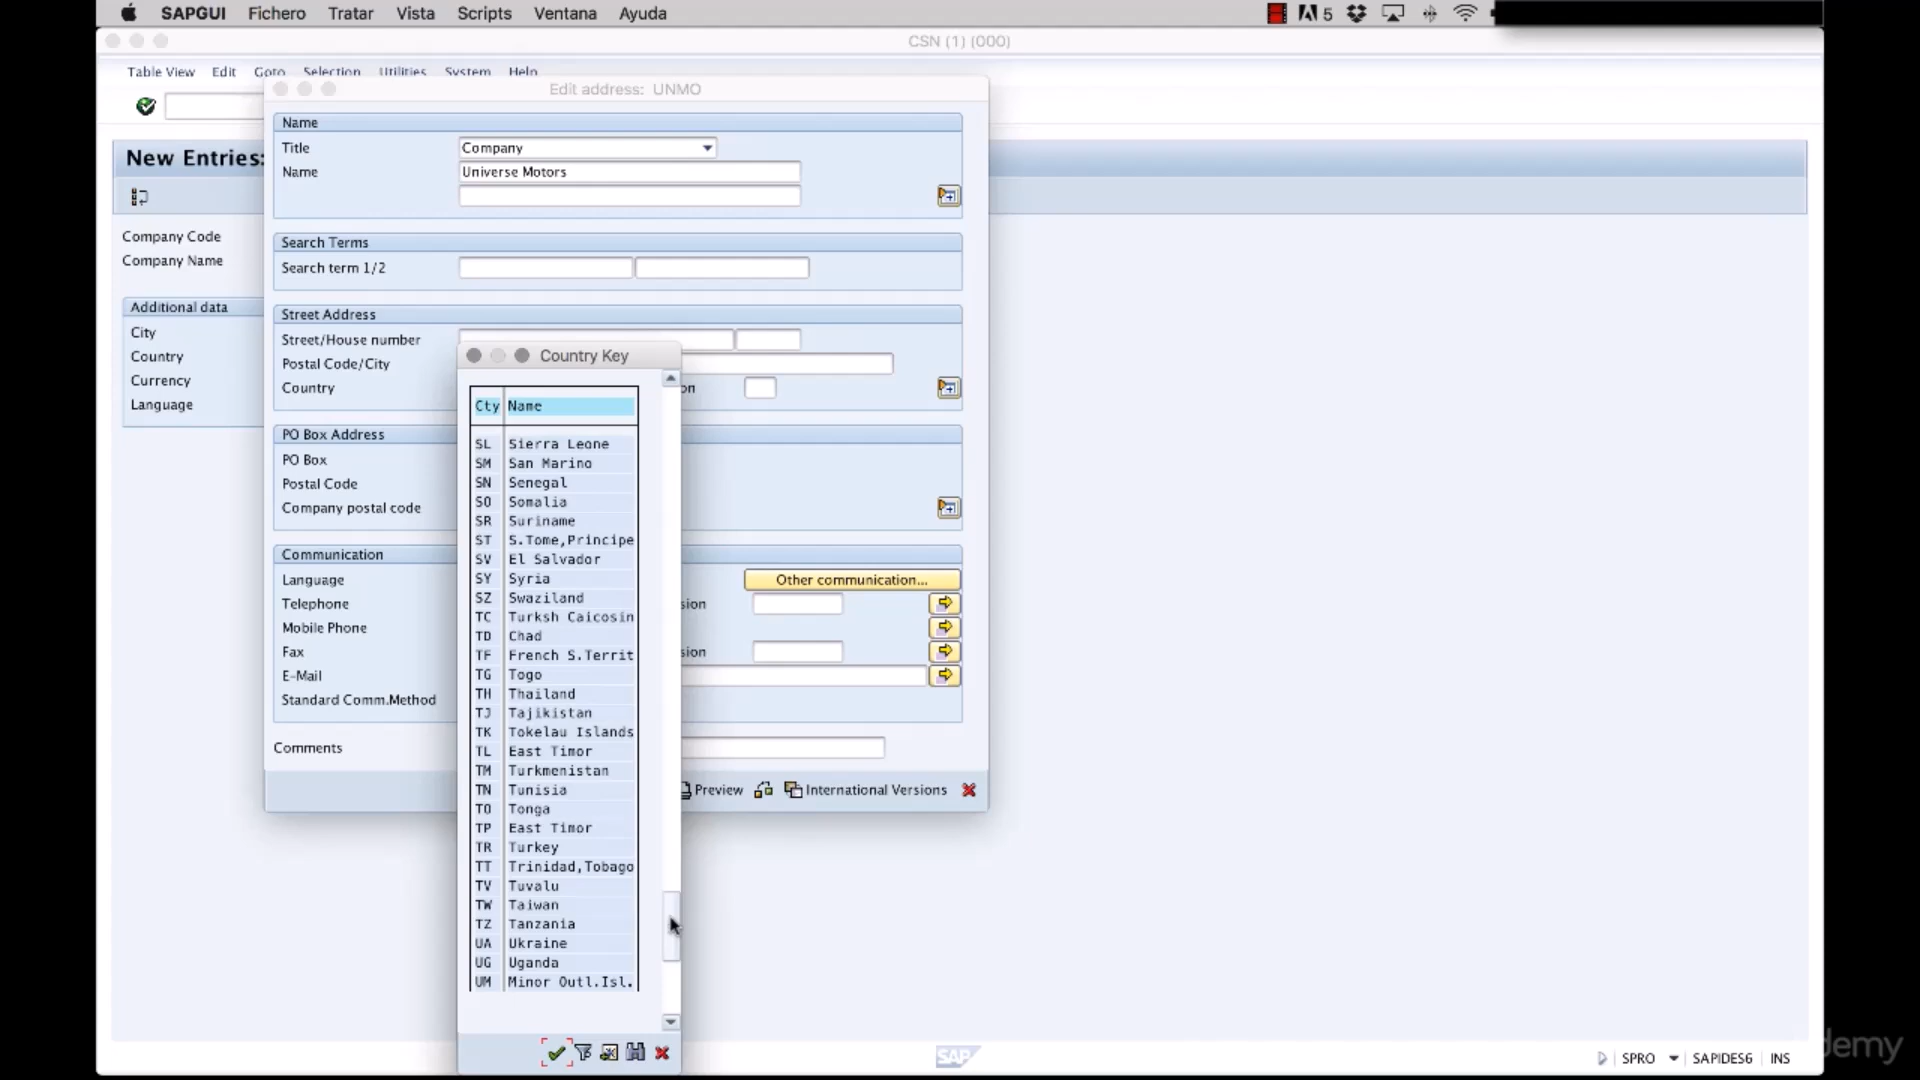 SAPGUI Fichero Tratar Vista Scripts Ventana Ayuda 5
CSN (1) (000)
Table View Edit Goto Selection Utilities System Help
Edit address: UNMO
New Entries:
Company Code
Company Name
Additional data
City
Country
Currency
Language
Name
Title Company
Name Universe Motors
Search Terms
Search term 1/2
Street Address
Street/House number
Postal Code/City
Country on
PO Box Address
PO Box
Postal Code
Company postal code
Communication
Language Other communication...
Telephone sion
Mobile Phone
Fax sion
E-Mail
Standard Comm.Method
Comments
Preview International Versions
Country Key
Cty Name
SL Sierra Leone
SM San Marino
SN Senegal
SO Somalia
SR Suriname
ST S.Tome,Principe
SV El Salvador
SY Syria
SZ Swaziland
TC Turksh Caicosin
TD Chad
TF French S.Territ
TG Togo
TH Thailand
TJ Tajikistan
TK Tokelau Islands
TL East Timor
TM Turkmenistan
TN Tunisia
TO Tonga
TP East Timor
TR Turkey
TT Trinidad,Tobago
TV Tuvalu
TW Taiwan
TZ Tanzania
UA Ukraine
UG Uganda
UM Minor Outl.Isl.
SAP
SPRO SAPIDES6 INS
demy